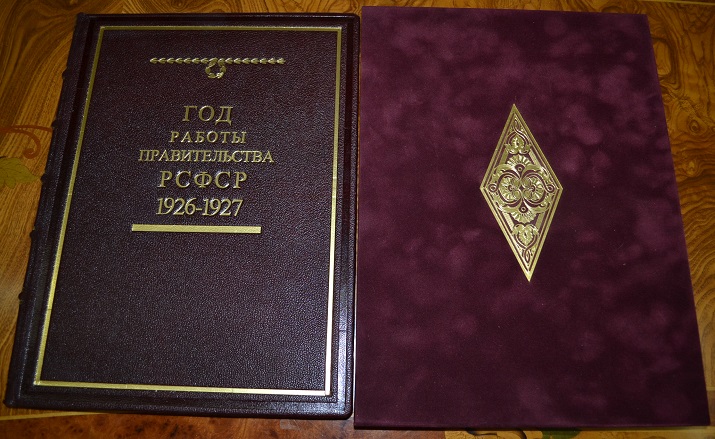 ГОД
РАБОТЫ
ПРАВИТЕЛЬСТВА
РСФСР
1926-1927